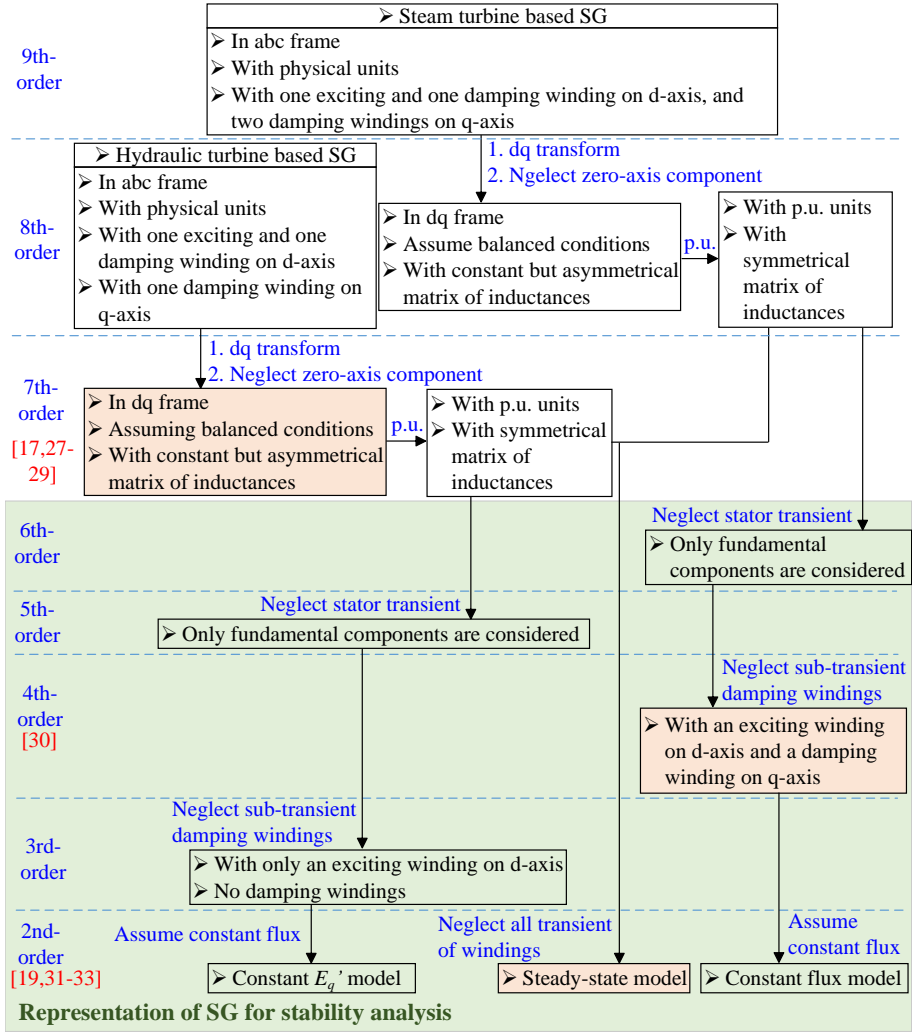 ➢ Steam turbine based SG
9th-
order
➢ In abc frame
➢ With physical units
➢ With one exciting and one damping winding on d-axis, and
two damping windings on q-axis
8th-
order
➢ Hydraulic turbine based SG
➢ In abc frame
➢ With physical units
➢ With one exciting and one
damping winding on d-axis
➢ With one damping winding on
q-axis
1. dq transform
2. Ngelect zero-axis component
➢ In dq frame
➢ Assume balanced conditions
➢ With constant but asymmetrical
matrix of inductances
p.u.
➢ With p.u. units
➢ With
symmetrical
matrix of
inductances
7th-
order
[17,27-
29]
1. dq transform
2. Neglect zero-axis component
➢ In dq frame
➢ Assuming balanced conditions
➢ With constant but asymmetrical
matrix of inductances
p.u.
➢ With p.u. units
➢ With symmetrical
matrix of
inductances
6th-
order
Neglect stator transient
➢ Only fundamental
components are considered
5th-
order
Neglect stator transient
➢ Only fundamental components are considered
4th-
order
[30]
Neglect sub-transient
damping windings
➢ With an exciting winding
on d-axis and a damping
winding on q-axis
3rd-
order
Neglect sub-transient
damping windings
➢ With only an exciting winding on d-axis
➢ No damping windings
2nd-
order
[19,31-33]
Assume constant flux
➢ Constant E_q’ model
Neglect all transient
of windings
➢ Steady-state model
Assume
constant flux
➢ Constant flux model
Representation of SG for stability analysis